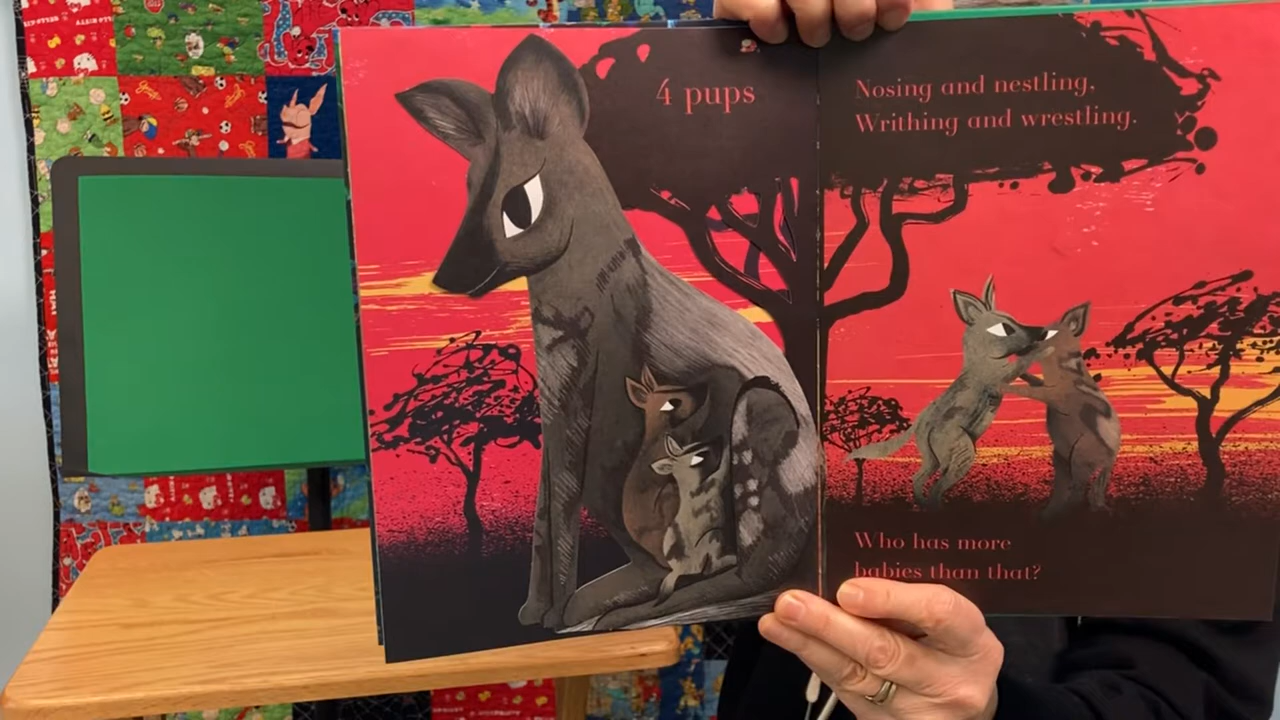 4 pups
Nosing and nestling,
Writhing and wrestling.
Who has more
babies than that?